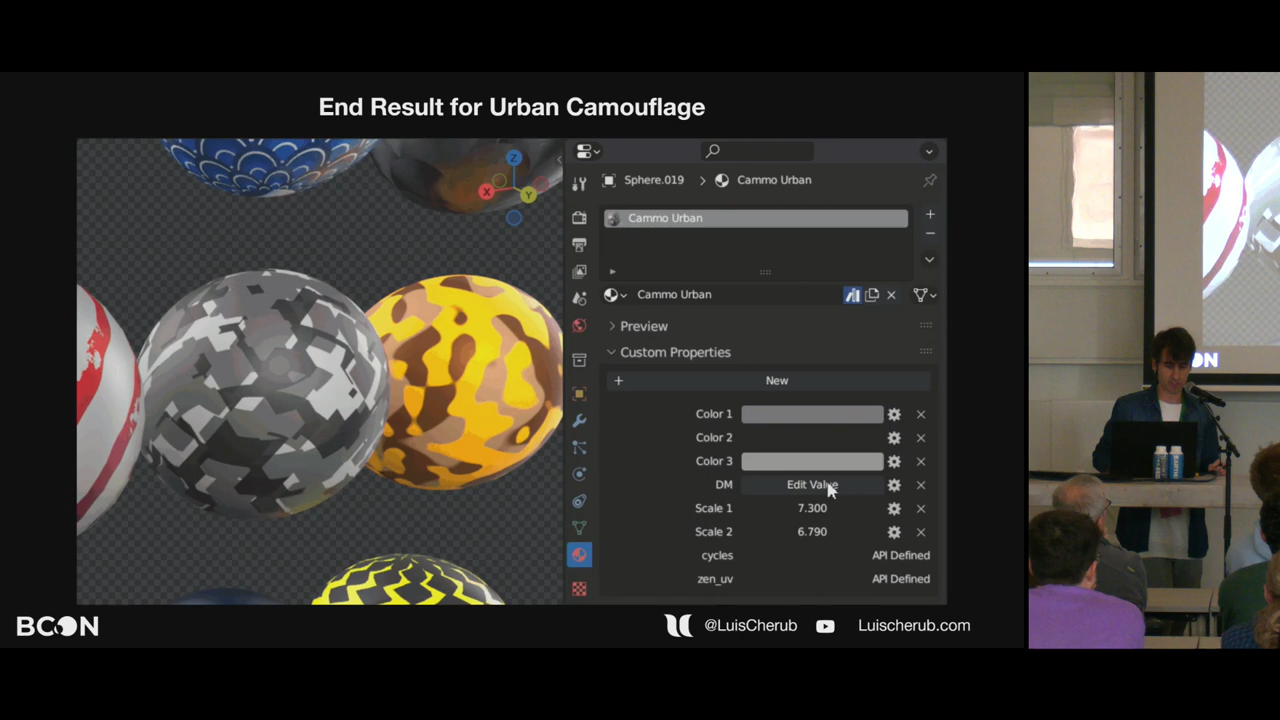 End Result for Urban Camouflage
Z
X
Y
Sphere.019 > Cammo Urban
Cammo Urban
Cammo Urban
Preview
Custom Properties
+ New
Color 1
Color 2
Color 3
DM Edit Value
Scale 1 7.300
Scale 2 6.790
cycles API Defined
zen_uv API Defined
BCON
@LuisCherub
Luischerub.com
ON